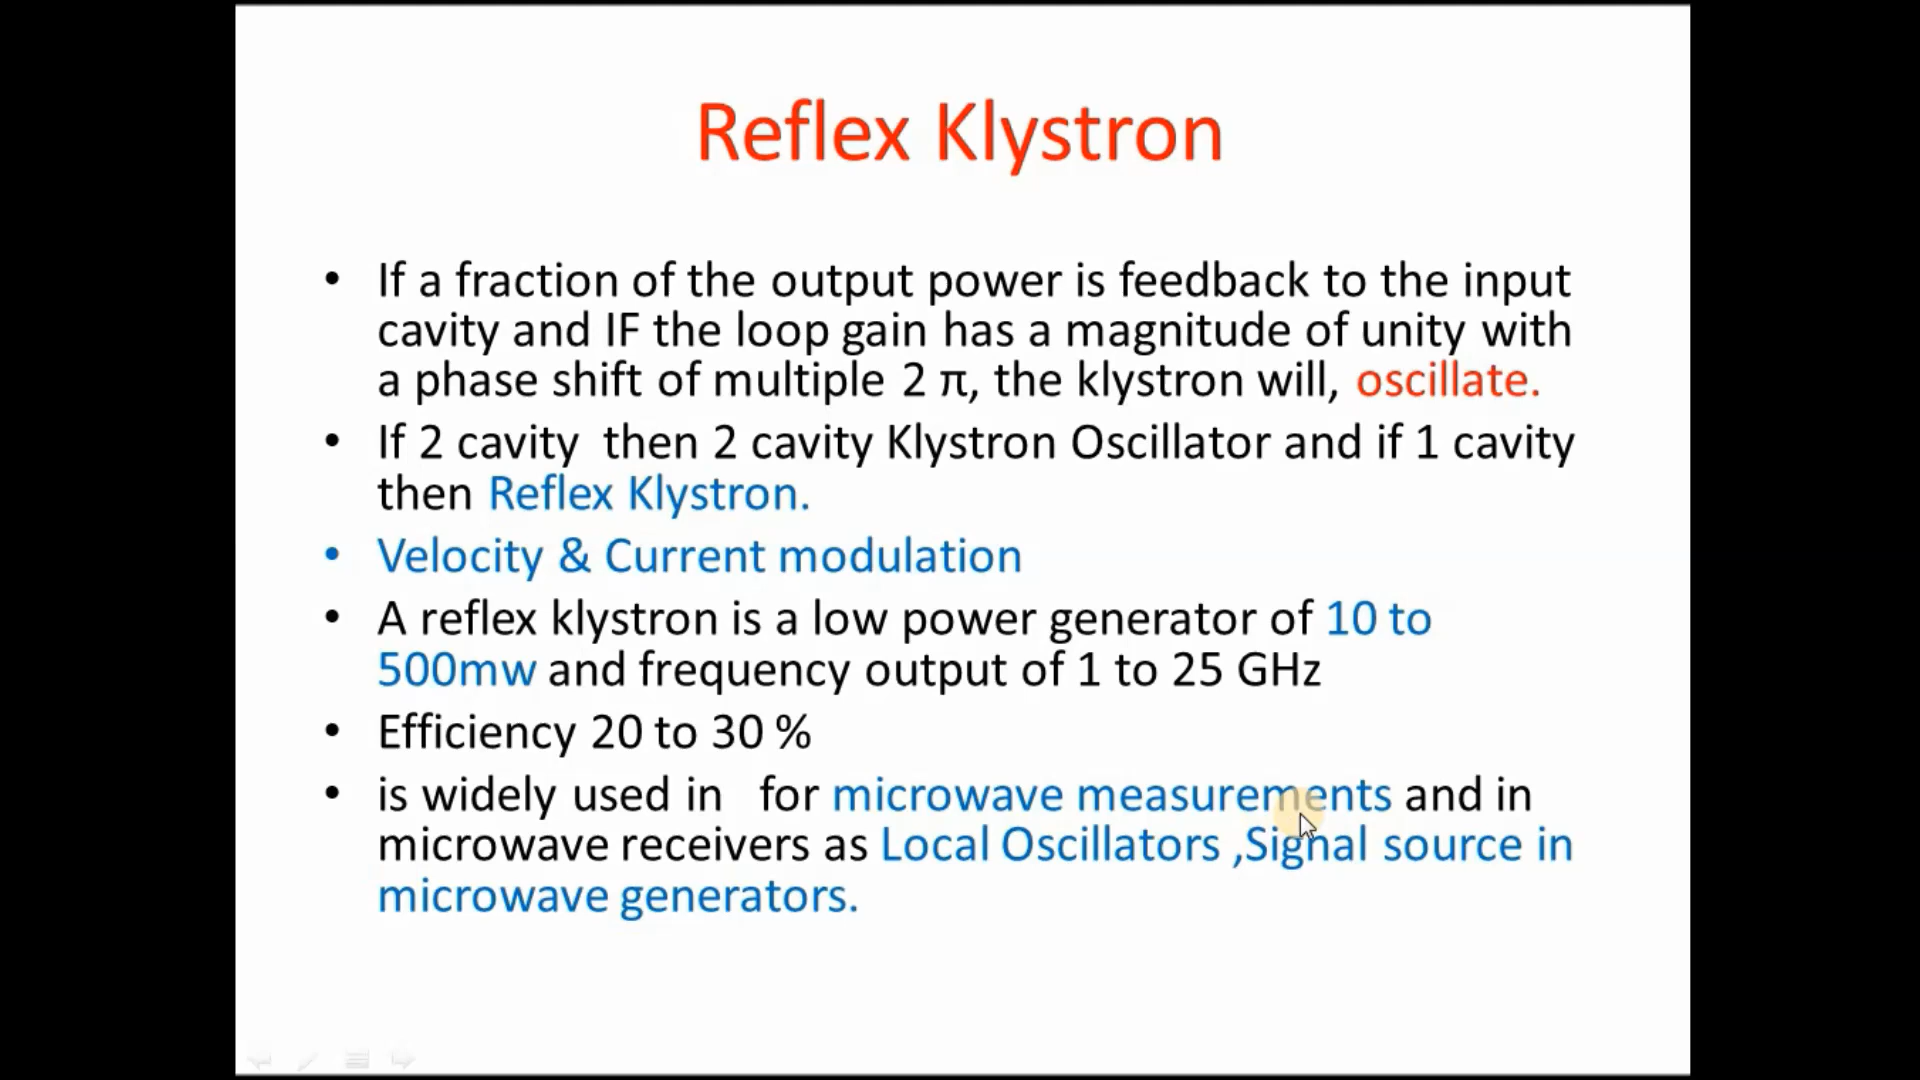 Reflex Klystron
• If a fraction of the output power is feedback to the input
cavity and IF the loop gain has a magnitude of unity with
a phase shift of multiple 2 π, the klystron will, oscillate.
• If 2 cavity then 2 cavity Klystron Oscillator and if 1 cavity
then Reflex Klystron.
• Velocity & Current modulation
• A reflex klystron is a low power generator of 10 to
500mw and frequency output of 1 to 25 GHz
• Efficiency 20 to 30 %
• is widely used in for microwave measurements and in
microwave receivers as Local Oscillators ,Signal source in
microwave generators.